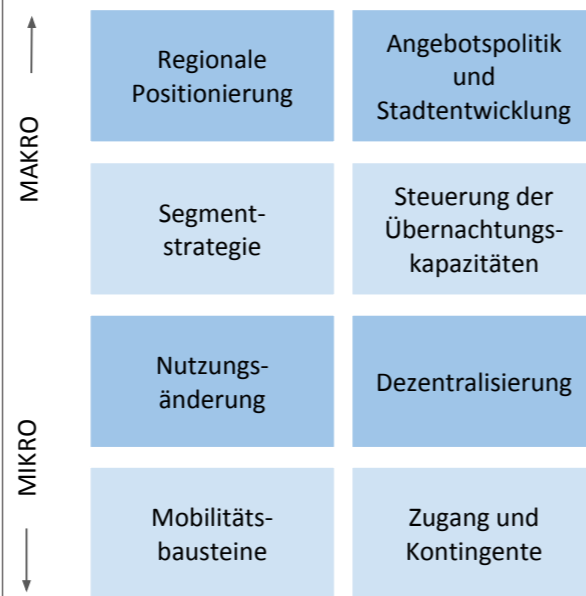 MAKRO
Regionale
Positionierung
Angebotspolitik
und
Stadtentwicklung
Segment-
strategie
Steuerung der
Übernachtungs-
kapazitäten
MIKRO
Nutzungs-
änderung
Dezentralisierung
Mobilitäts-
bausteine
Zugang und
Kontingente